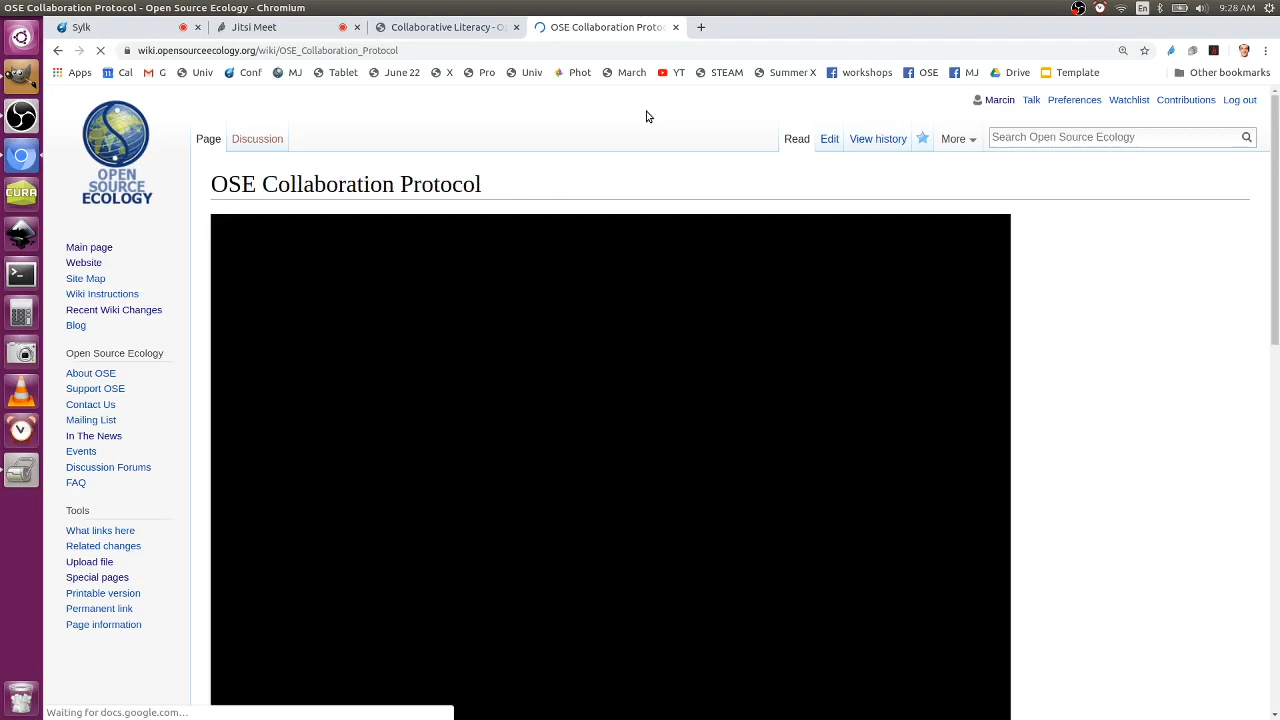 OSE Collaboration Protocol - Open Source Ecology - Chromium
En 9:28 AM
Sylk Jitsi Meet Collaborative Literacy - O OSE Collaboration Proto
wiki.opensourceecology.org/wiki/OSE_Collaboration_Protocol
Apps Cal G Univ Conf MJ Tablet June 22 X Pro Univ Phot March YT STEAM Summer X workshops OSE MJ Drive Template Other bookmarks
Marcin Talk Preferences Watchlist Contributions Log out
Page Discussion Read Edit View history More Search Open Source Ecology
OPEN
SOURCE
ECOLOGY
OSE Collaboration Protocol
Main page
Website
Site Map
Wiki Instructions
Recent Wiki Changes
Blog
Open Source Ecology
About OSE
Support OSE
Contact Us
Mailing List
In The News
Events
Discussion Forums
FAQ
Tools
What links here
Related changes
Upload file
Special pages
Printable version
Permanent link
Page information
CURA
Waiting for docs.google.com...